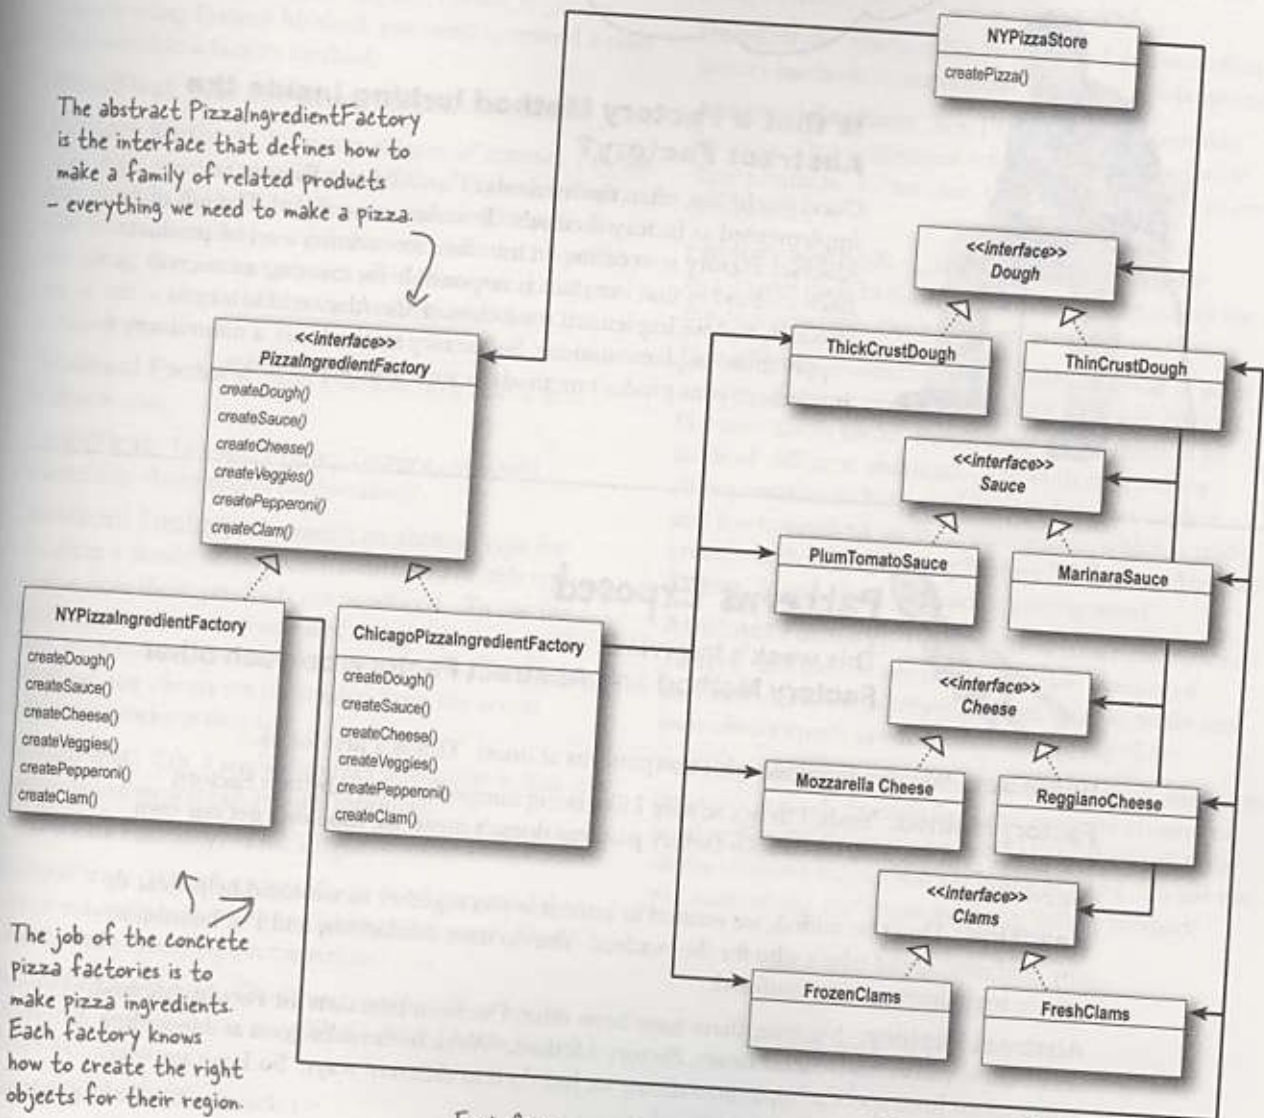 NYPizzaStore
createPizza()
The abstract PizzaIngredientFactory
is the interface that defines how to
make a family of related products
- everything we need to make a pizza.
<<interface>>
PizzaIngredientFactory
createDough()
createSauce()
createCheese()
createVeggies()
createPepperoni()
createClam()
NYPizzaIngredientFactory
createDough()
createSauce()
createCheese()
createVeggies()
createPepperoni()
createClam()
ChicagoPizzaIngredientFactory
createDough()
createSauce()
createCheese()
createVeggies()
createPepperoni()
createClam()
The job of the concrete
pizza factories is to
make pizza ingredients.
Each factory knows
how to create the right
objects for their region.
<<interface>>
Dough
ThickCrustDough
ThinCrustDough
<<interface>>
Sauce
PlumTomatoSauce
MarinaraSauce
<<interface>>
Cheese
Mozzarella Cheese
ReggianoCheese
<<interface>>
Clams
FrozenClams
FreshClams